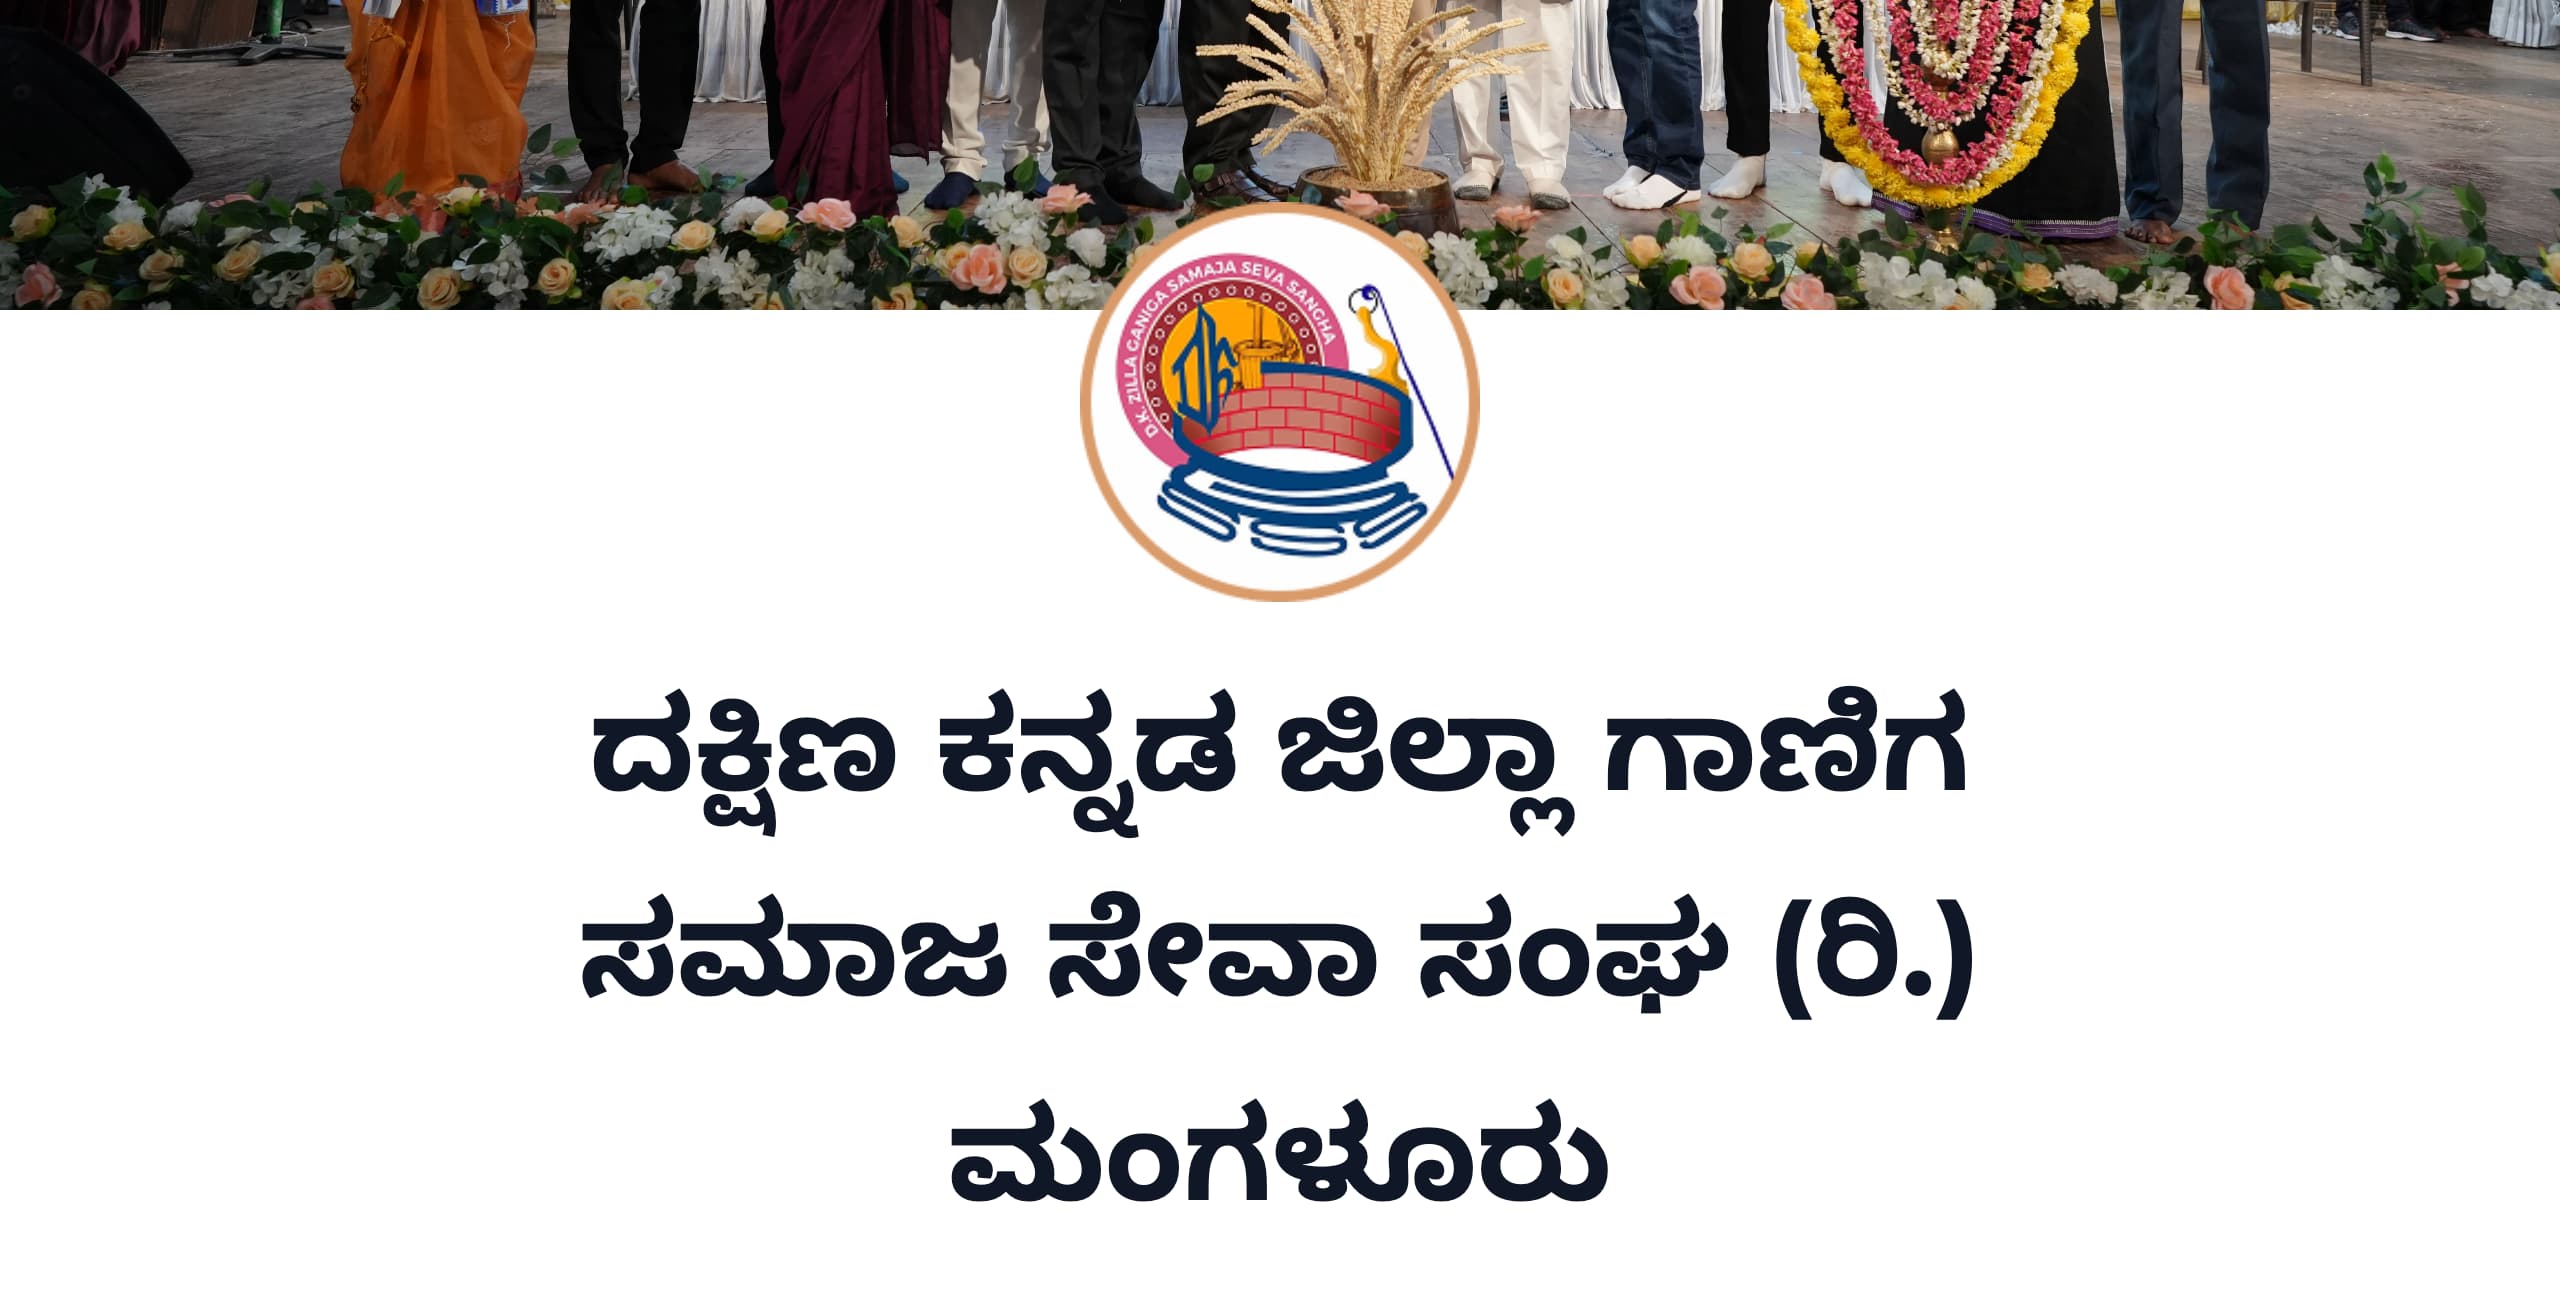 D.K. ZILLA GANIGA SAMAJA SEVA SANGHA
ದಕ್ಷಿಣ ಕನ್ನಡ ಜಿಲ್ಲಾ ಗಾಣಿಗ
ಸಮಾಜ ಸೇವಾ ಸಂಘ (ರಿ.)
ಮಂಗಳೂರು